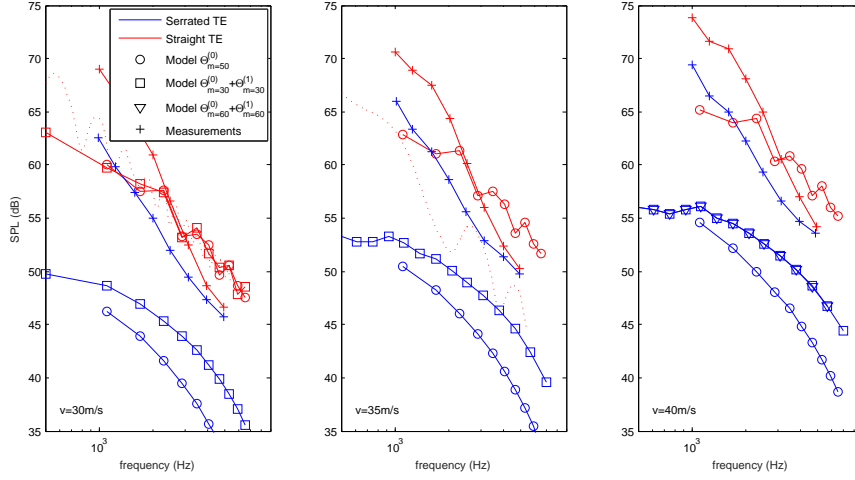 75
70
65
60
55
50
45
40
35
SPL (dB)
Serrated TE
Straight TE
Model Θ(0)m=50
Model Θ(0)m=30+Θ(1)m=30
Model Θ(0)m=60+Θ(1)m=60
Measurements
v=30m/s
10³
frequency (Hz)
75
70
65
60
55
50
45
40
35
v=35m/s
10³
frequency (Hz)
75
70
65
60
55
50
45
40
35
v=40m/s
10³
frequency (Hz)